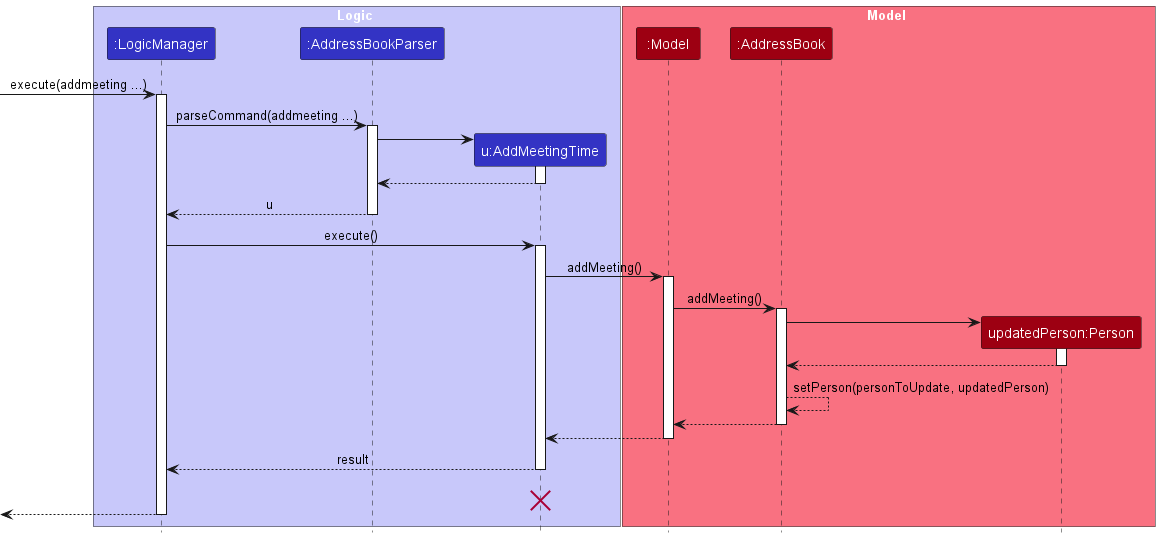 Logic
Model
:LogicManager
:AddressBookParser
:Model
:AddressBook
execute(addmeeting ...)
parseCommand(addmeeting ...)
u:AddMeetingTime
u
execute()
addMeeting()
addMeeting()
updatedPerson:Person
setPerson(personToUpdate, updatedPerson)
result